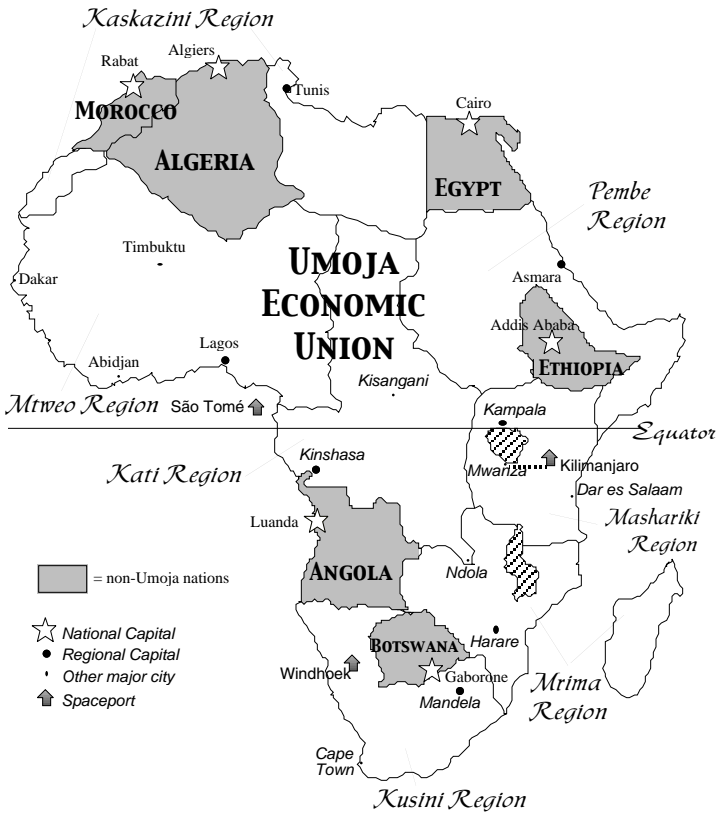 Kaskazini Region
Algiers
Rabat
Tunis
MOROCCO
Cairo
ALGERIA
EGYPT
Pembe
Region
Timbuktu
UMOJA
ECONOMIC
UNION
Dakar
Asmara
Addis Ababa
Lagos
Abidjan
ETHIOPIA
Kisangani
Mtweo Region
São Tomé
Kampala
Equator
Kinshasa
Kati Region
Mwariza
Kilimanjaro
Dar es Salaam
Luanda
Mashariki
Region
ANGOLA
Ndola
= non-Umoja nations
National Capital
Regional Capital
Other major city
Spaceport
Harare
BOTSWANA
Windhoek
Gaborone
Mandela
Mrima
Region
Cape
Town
Kusini Region